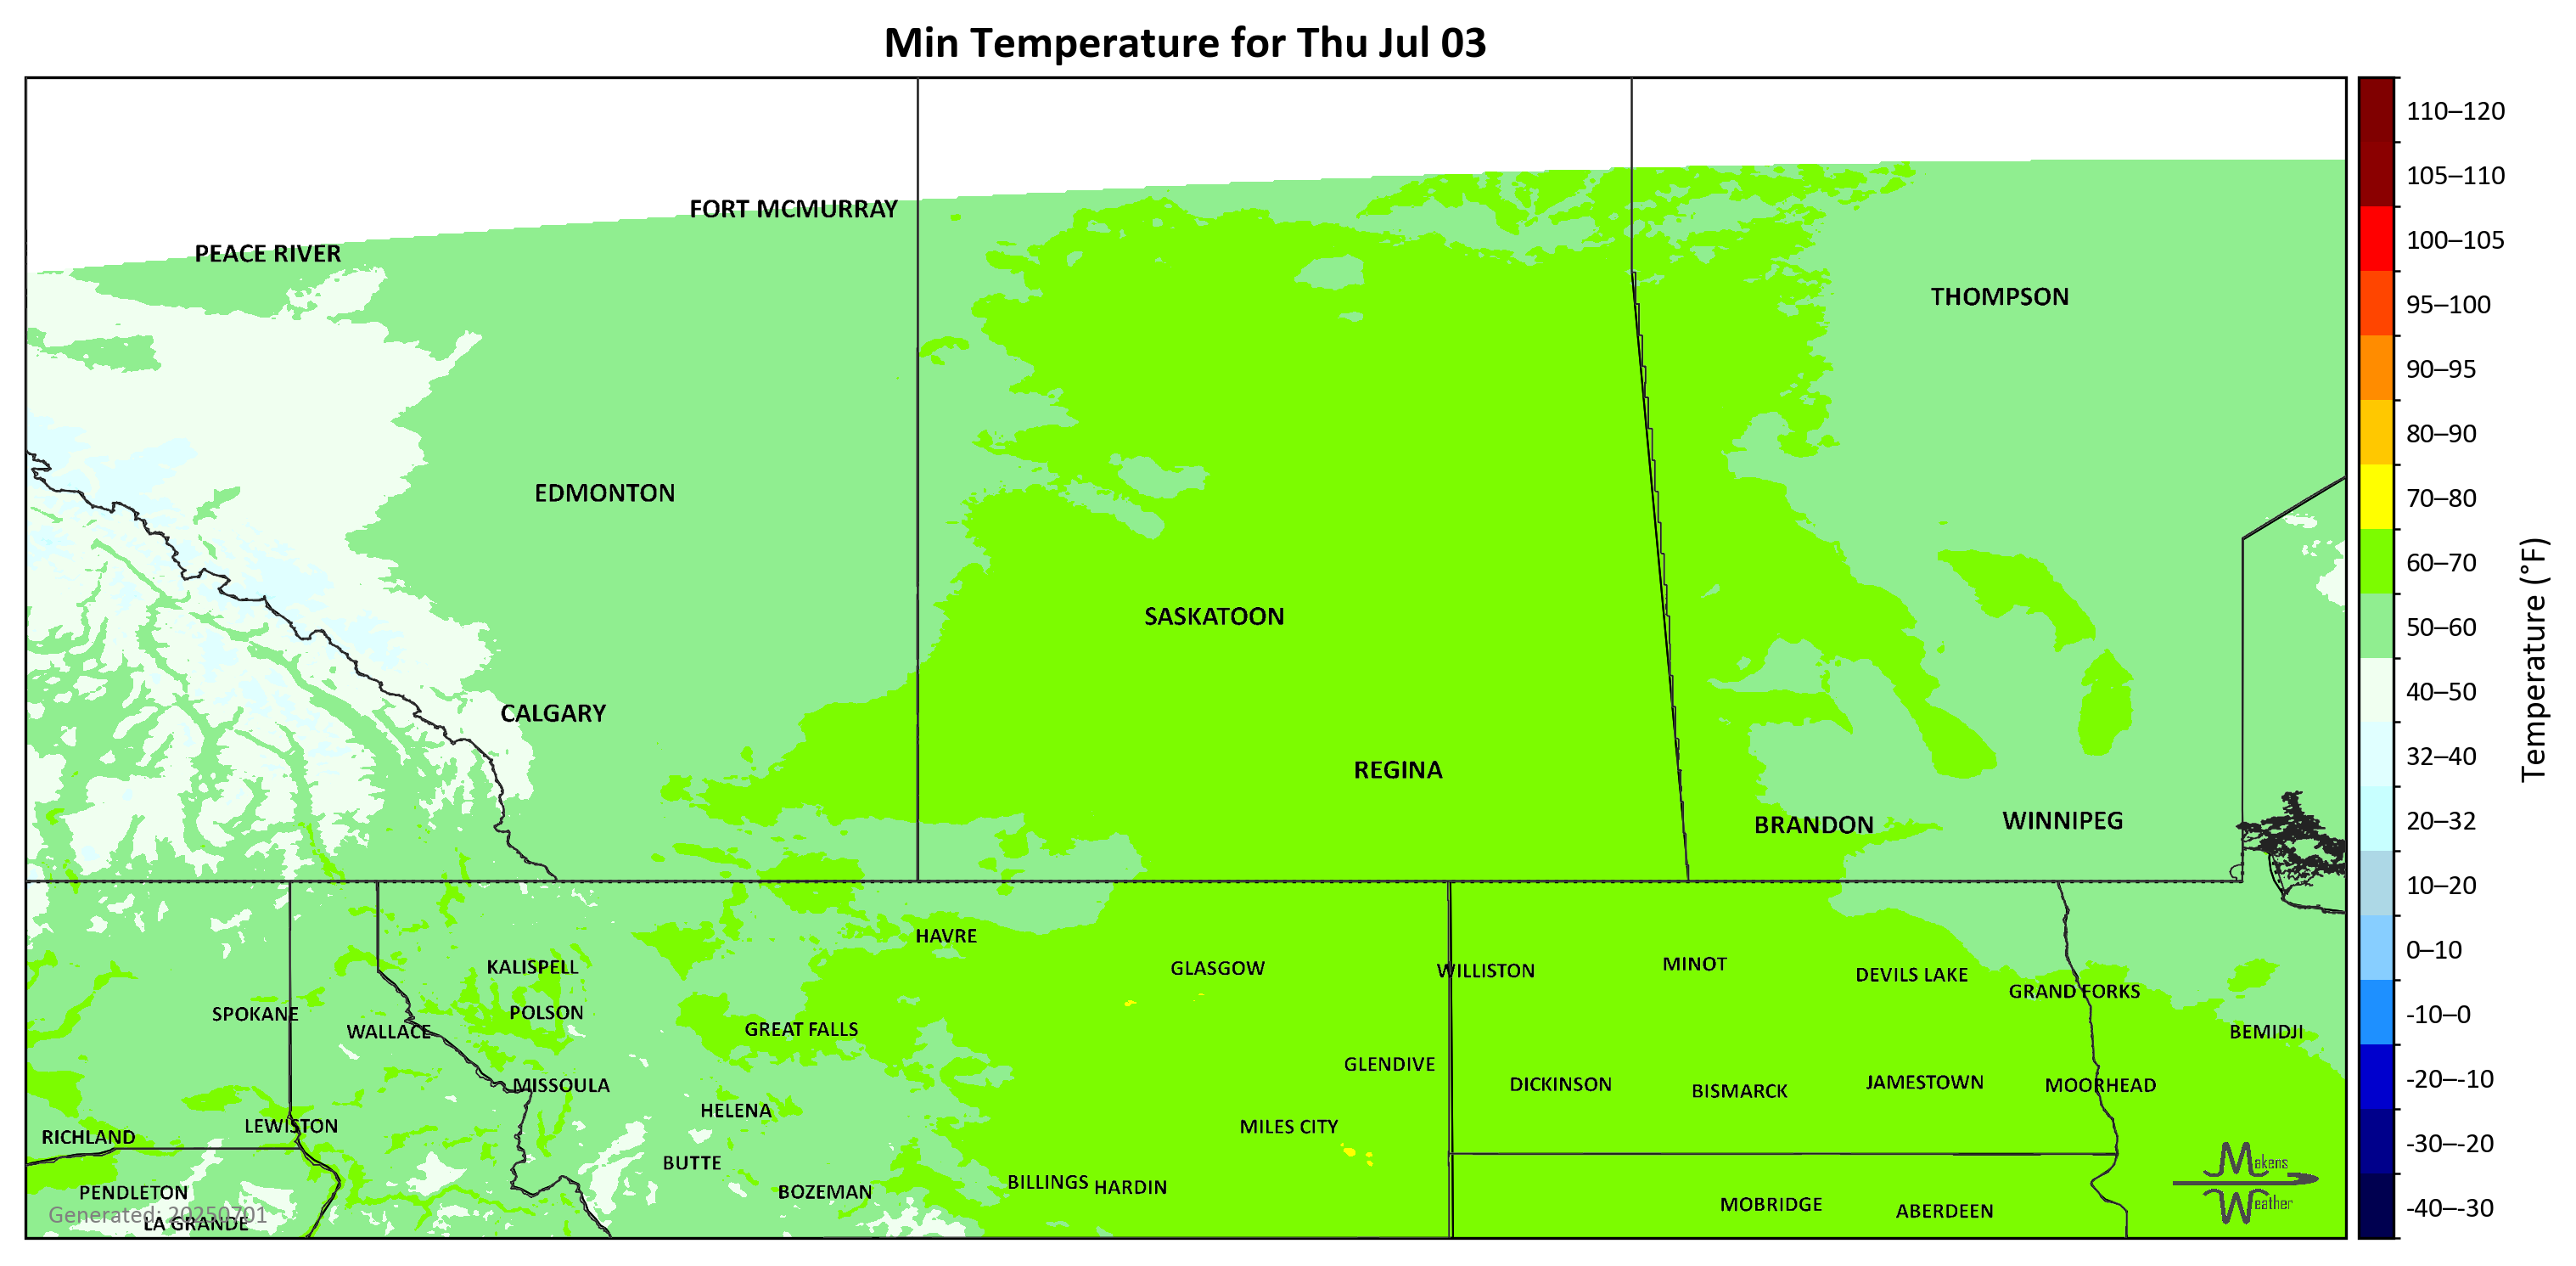 Min Temperature for Thu Jul 03
110–120
105–110
100–105
95–100
90–95
80–90
70–80
60–70
50–60
40–50
32–40
20–32
10–20
0–10
-10–0
-20–-10
-30–-20
-40–-30
Temperature (°F)
FORT MCMURRAY
PEACE RIVER
THOMPSON
EDMONTON
SASKATOON
CALGARY
REGINA
BRANDON
WINNIPEG
HAVRE
KALISPELL
GLASGOW
WILLISTON
MINOT
DEVILS LAKE
GRAND FORKS
SPOKANE
POLSON
WALLACE
GREAT FALLS
BEMIDJI
GLENDIVE
MISSOULA
DICKINSON
BISMARCK
JAMESTOWN
MOORHEAD
HELENA
LEWISTON
MILES CITY
RICHLAND
BUTTE
PENDLETON
BOZEMAN
BILLINGS
HARDIN
MOBRIDGE
ABERDEEN
Generated: 20250701
LA GRANDE
Makens
Weather